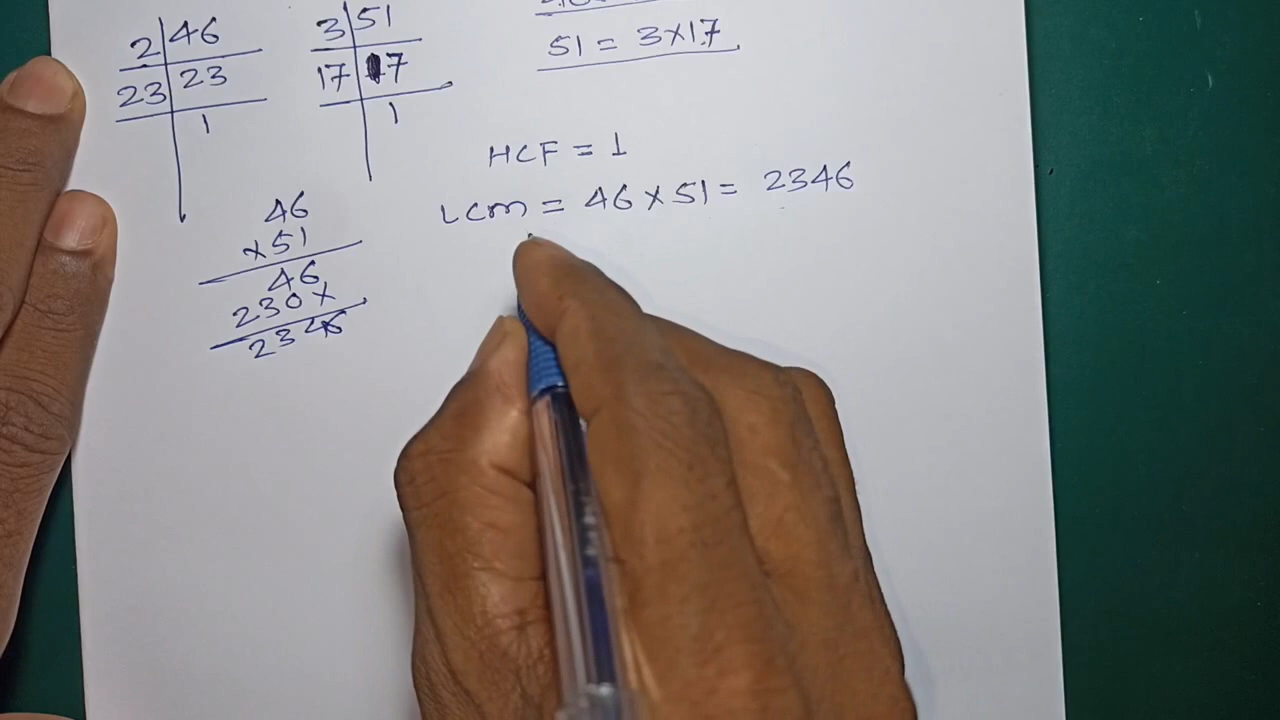 2 | 46
23 | 23
1
3 | 51
17 | 17
1
51 = 3×17
HCF = 1
LCM = 46 × 51 = 2346
46
×51
46
230×
2346